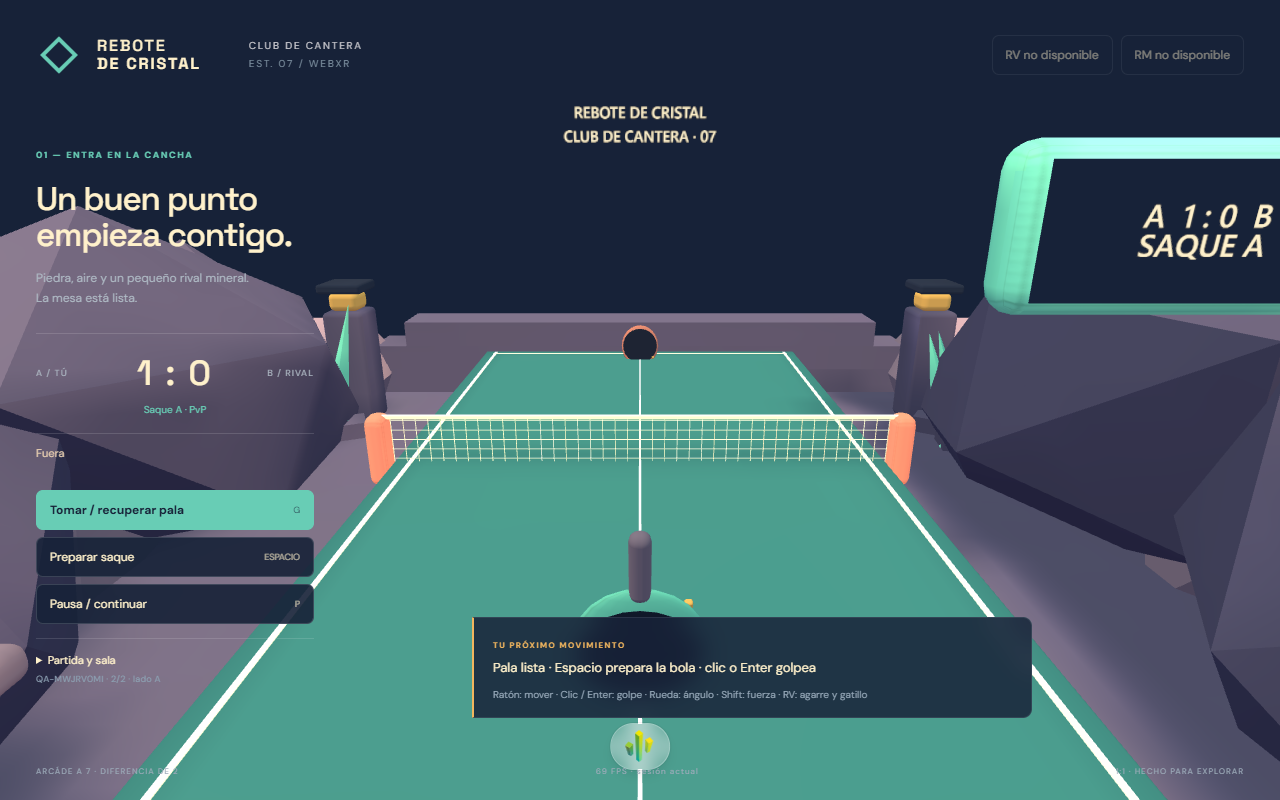 REBOTE
DE CRISTAL
CLUB DE CANTERA
EST. 07 / WEBXR
RV no disponible
RM no disponible
REBOTE DE CRISTAL
CLUB DE CANTERA · 07
01 — ENTRA EN LA CANCHA
Un buen punto
empieza contigo.
Piedra, aire y un pequeño rival mineral.
La mesa está lista.
A 1:0 B
SAQUE A
A / TÚ
1 : 0
B / RIVAL
Saque A · PvP
Fuera
Tomar / recuperar pala
G
Preparar saque
ESPACIO
Pausa / continuar
P
Partida y sala
QA-MWJRV0MI · 2/2 · lado A
TU PRÓXIMO MOVIMIENTO
Pala lista · Espacio prepara la bola · clic o Enter golpea
Ratón: mover · Clic / Enter: golpe · Rueda: ángulo · Shift: fuerza · RV: agarre y gatillo
ARCADE A 7 · DIFERENCIA DE 2
69 FPS · sesión actual
· HECHO PARA EXPLORAR